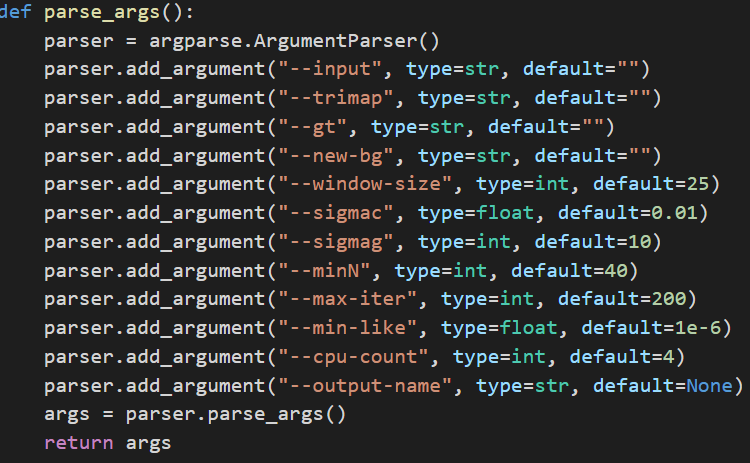 def parse_args():
    parser = argparse.ArgumentParser()
    parser.add_argument("--input", type=str, default="")
    parser.add_argument("--trimap", type=str, default="")
    parser.add_argument("--gt", type=str, default="")
    parser.add_argument("--new-bg", type=str, default="")
    parser.add_argument("--window-size", type=int, default=25)
    parser.add_argument("--sigmac", type=float, default=0.01)
    parser.add_argument("--sigmag", type=int, default=10)
    parser.add_argument("--minN", type=int, default=40)
    parser.add_argument("--max-iter", type=int, default=200)
    parser.add_argument("--min-like", type=float, default=1e-6)
    parser.add_argument("--cpu-count", type=int, default=4)
    parser.add_argument("--output-name", type=str, default=None)
    args = parser.parse_args()
    return args